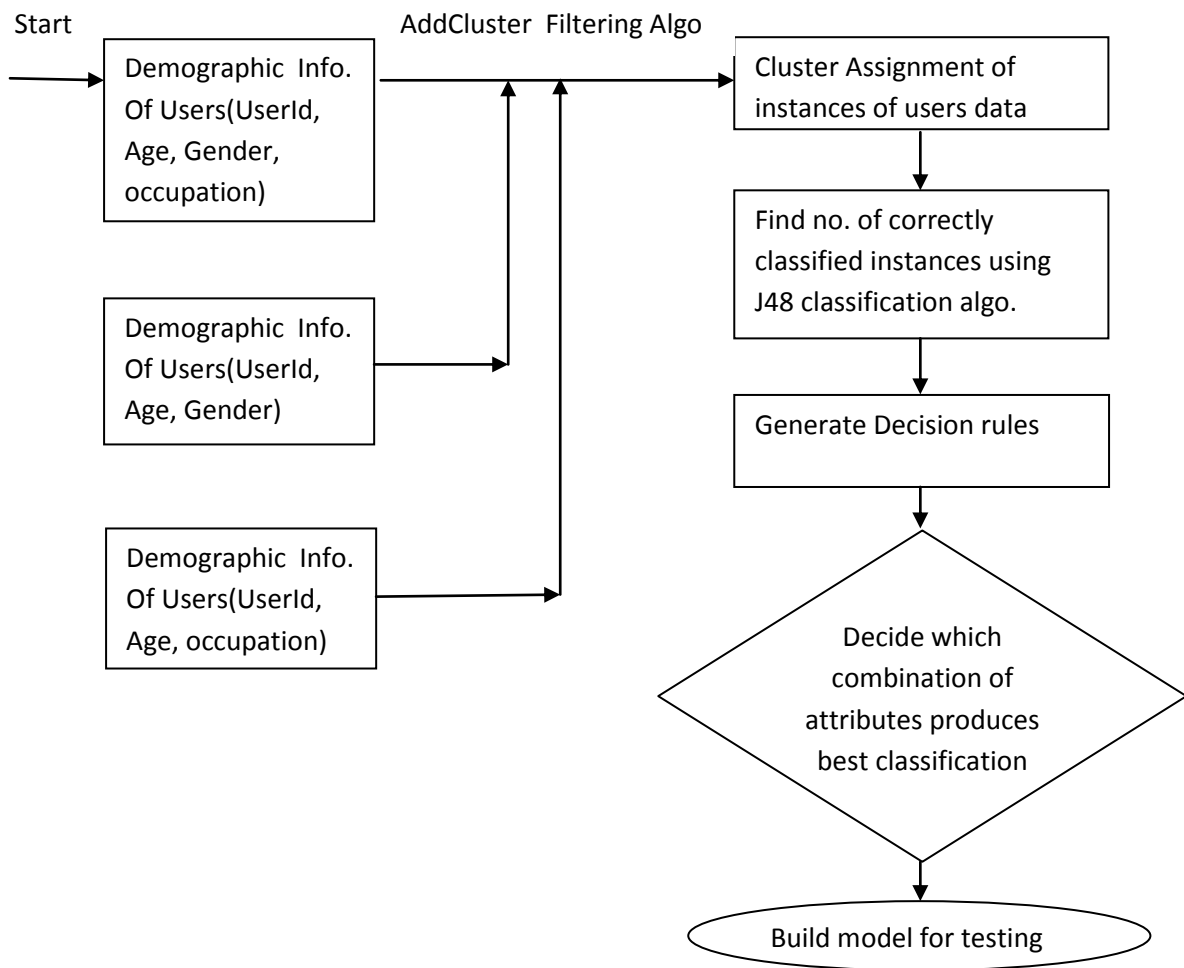 Start
AddCluster Filtering Algo
Demographic Info.
Of Users(UserId,
Age, Gender,
occupation)
Demographic Info.
Of Users(UserId,
Age, Gender)
Demographic Info.
Of Users(UserId,
Age, occupation)
Cluster Assignment of
instances of users data
Find no. of correctly
classified instances using
J48 classification algo.
Generate Decision rules
Decide which
combination of
attributes produces
best classification
Build model for testing